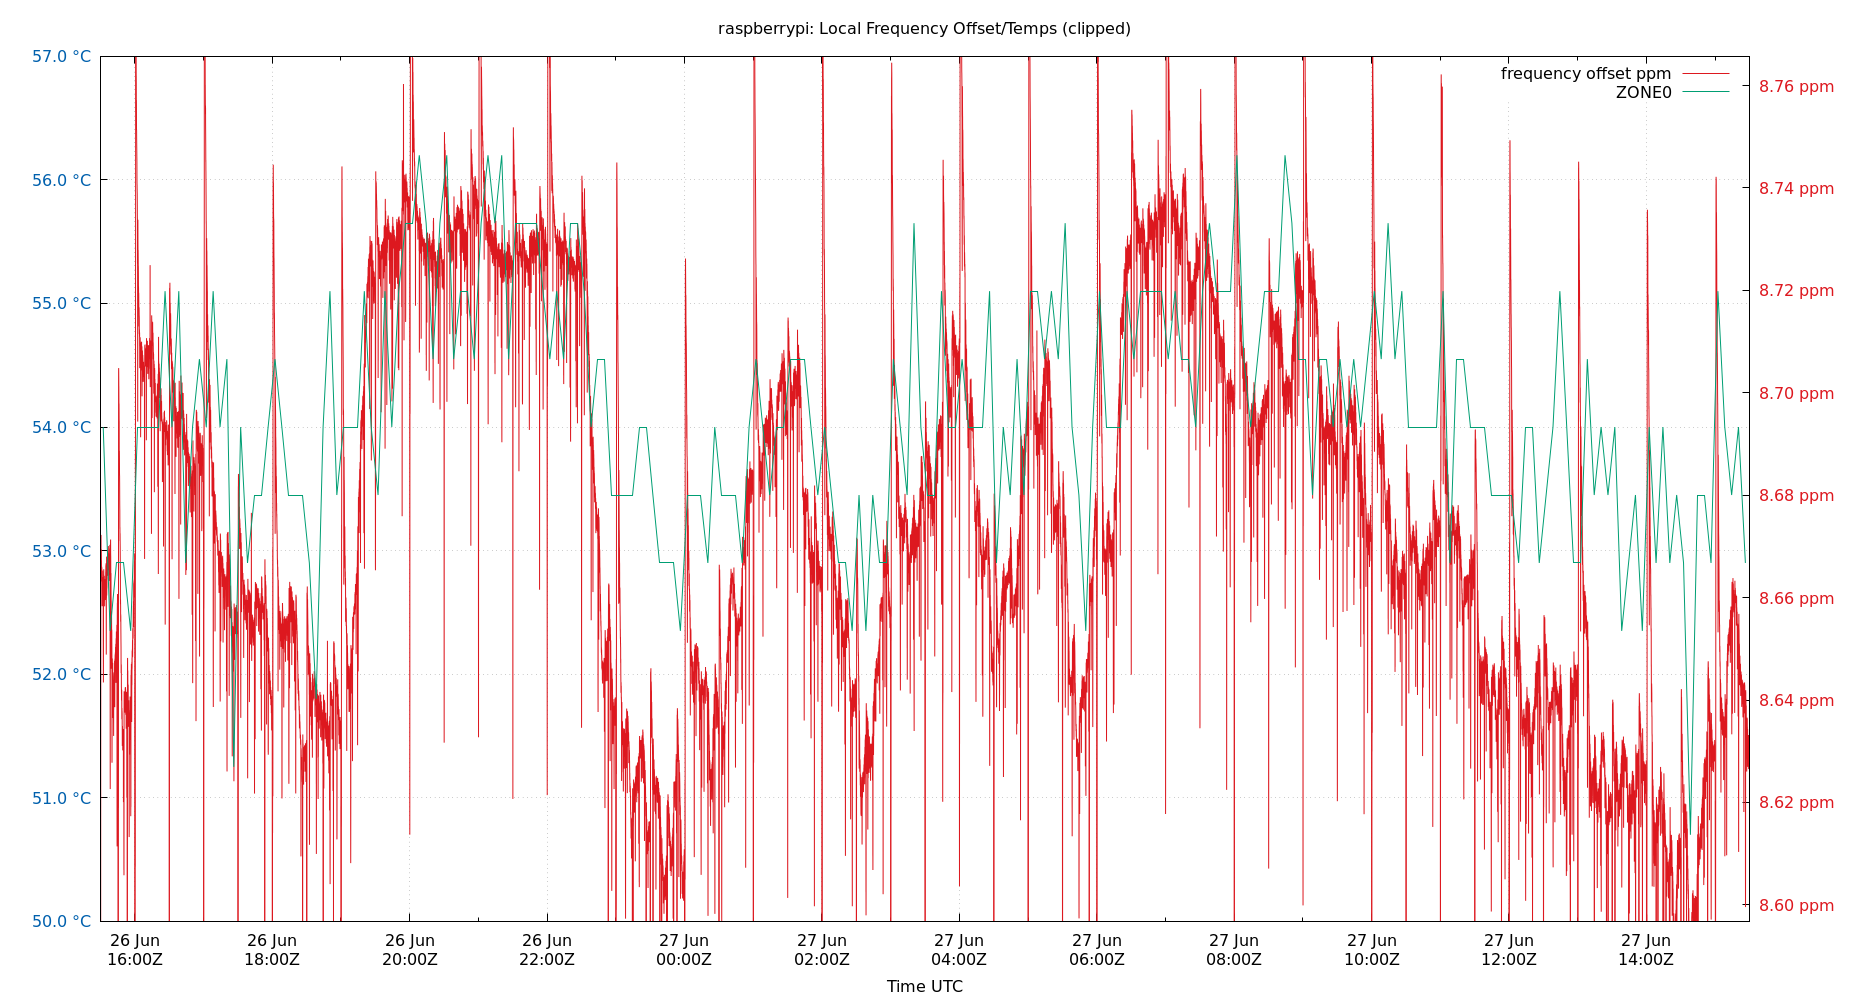 raspberrypi: Local Frequency Offset/Temps (clipped)
frequency offset ppm
ZONE0
57.0 °C
56.0 °C
55.0 °C
54.0 °C
53.0 °C
52.0 °C
51.0 °C
50.0 °C
8.76 ppm
8.74 ppm
8.72 ppm
8.70 ppm
8.68 ppm
8.66 ppm
8.64 ppm
8.62 ppm
8.60 ppm
26 Jun 26 Jun 26 Jun 26 Jun 27 Jun 27 Jun 27 Jun 27 Jun 27 Jun 27 Jun 27 Jun 27 Jun
16:00Z 18:00Z 20:00Z 22:00Z 00:00Z 02:00Z 04:00Z 06:00Z 08:00Z 10:00Z 12:00Z 14:00Z
Time UTC